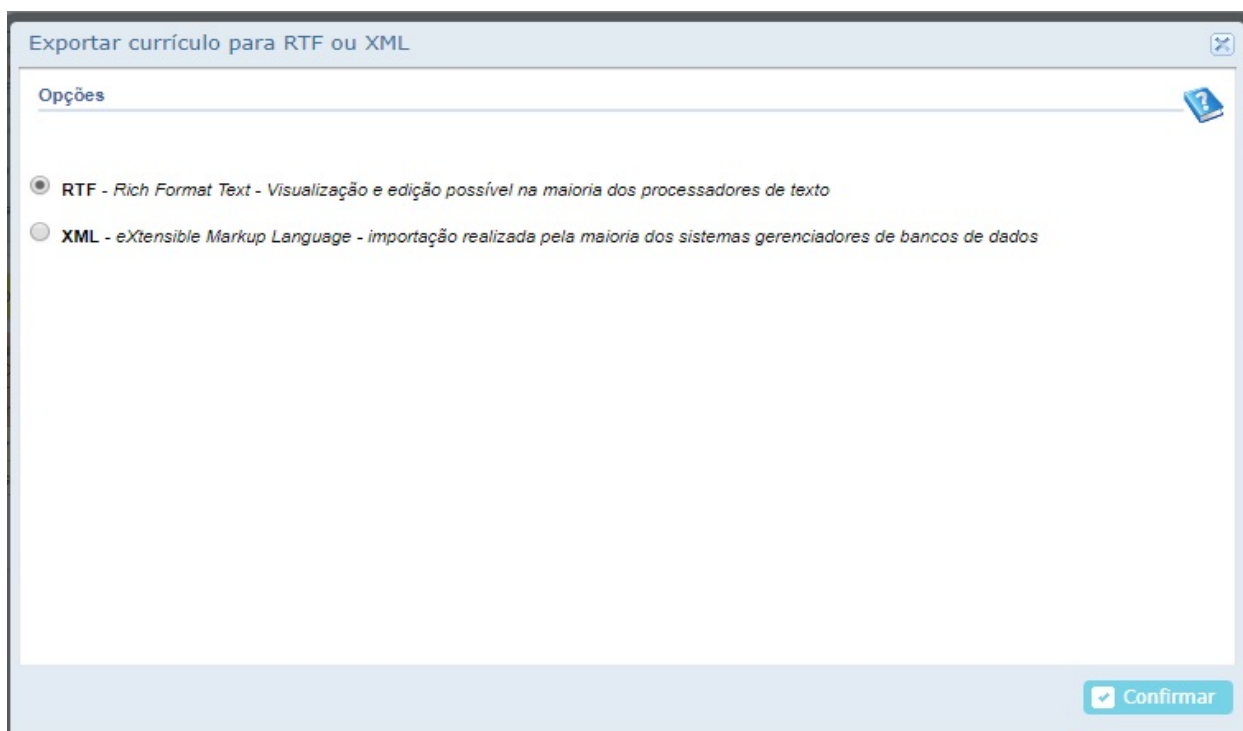 Exportar currículo para RTF ou XML
Opções
RTF - Rich Format Text - Visualização e edição possível na maioria dos processadores de texto
XML - eXtensible Markup Language - importação realizada pela maioria dos sistemas gerenciadores de bancos de dados
Confirmar